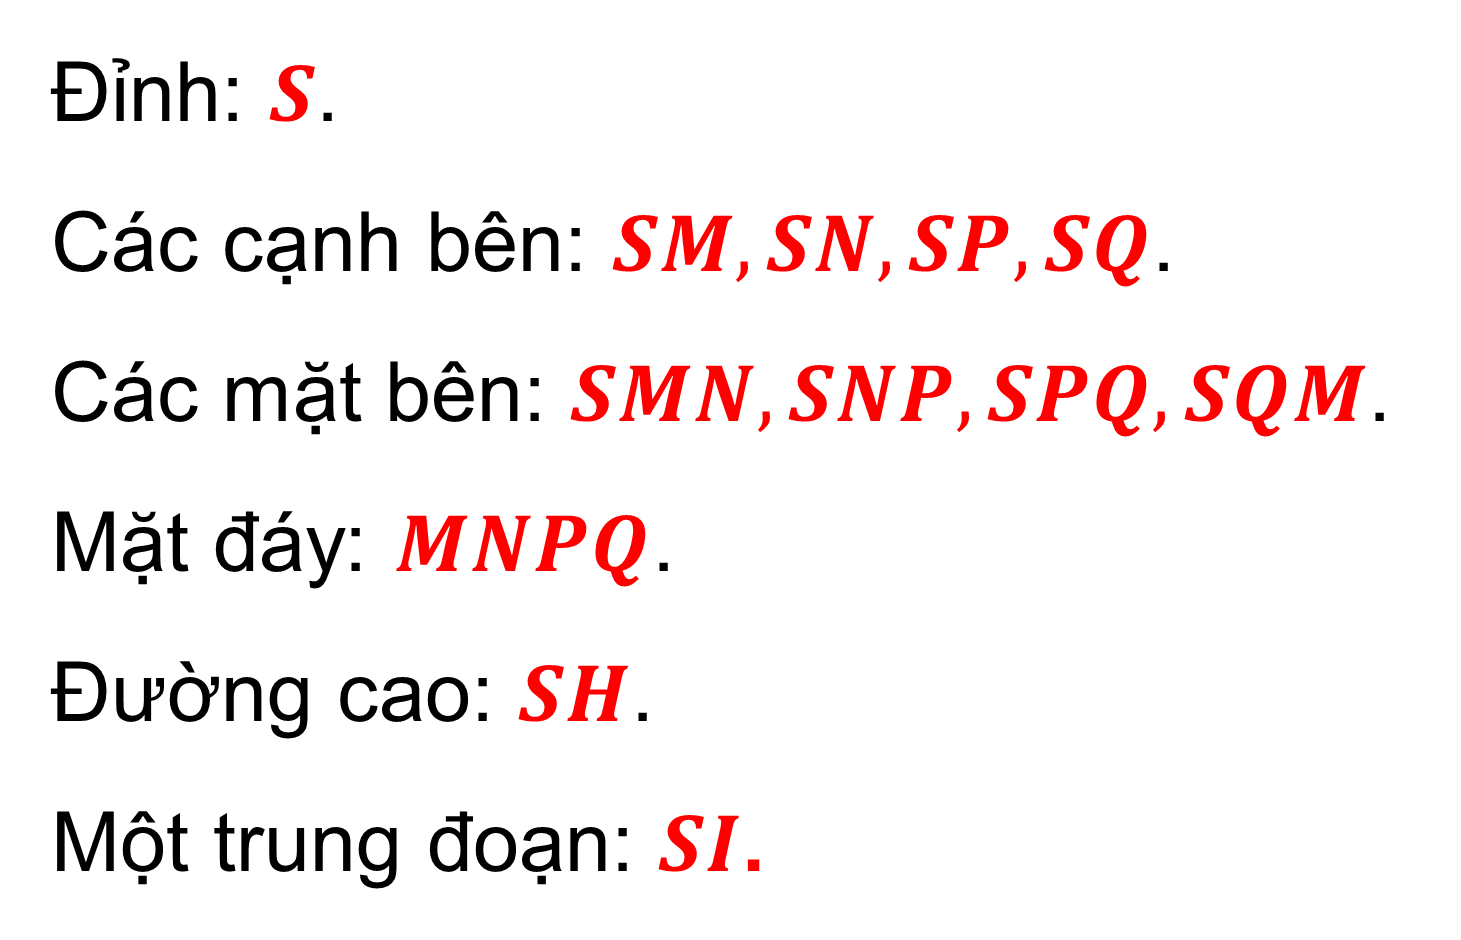 Đỉnh: S.
Các cạnh bên: SM, SN, SP, SQ.
Các mặt bên: SMN, SNP, SPQ, SQM.
Mặt đáy: MNPQ.
Đường cao: SH.
Một trung đoạn: SI.